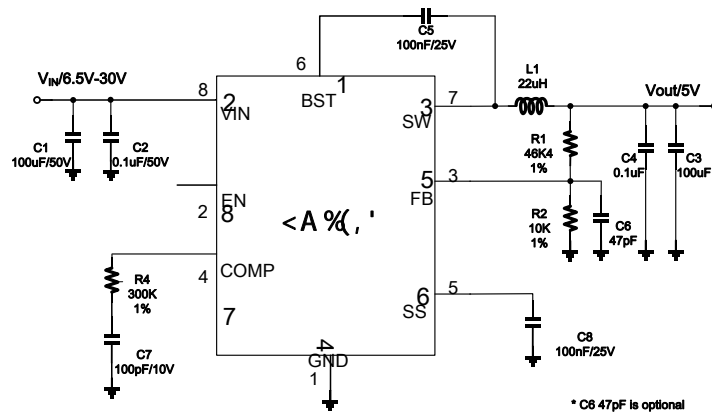 C5
100nF/25V
6
V_IN/6.5V-30V
8
1
BST
2
VIN
3
SW
7
L1
22uH
Vout/5V
C1
100uF/50V
C2
0.1uF/50V
R1
46K4
1%
C4
0.1uF
C3
100uF
EN
2
8
5
FB
3
R2
10K
1%
C6
47pF
<A %(, '
COMP
4
R4
300K
1%
7
6
SS
5
C7
100pF/10V
4
GND
1
C8
100nF/25V
* C6 47pF is optional